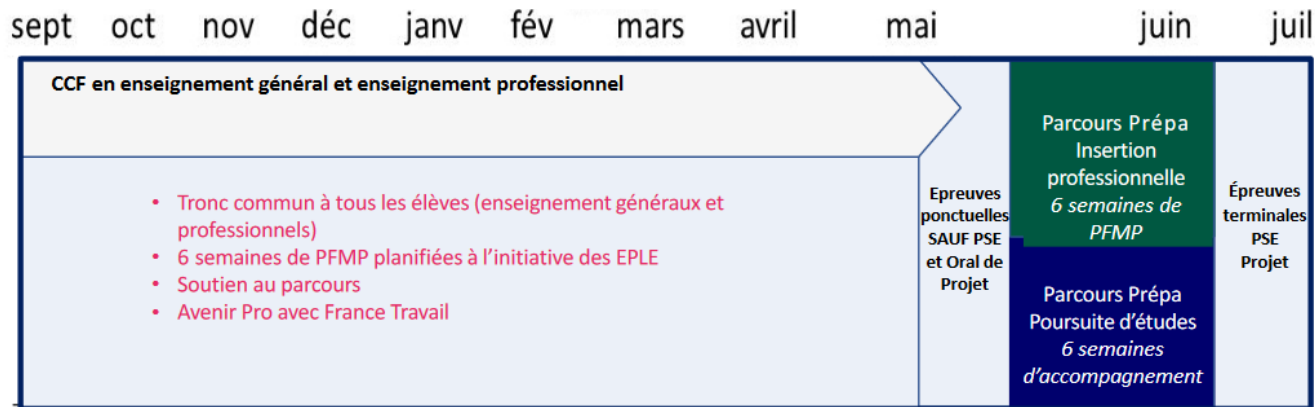 sept oct nov déc janv fév mars avril mai juin juil
CCF en enseignement général et enseignement professionnel
• Tronc commun à tous les élèves (enseignement généraux et
professionnels)
• 6 semaines de PFMP planifiées à l'initiative des EPLE
• Soutien au parcours
• Avenir Pro avec France Travail
Epreuves
ponctuelles
SAUF PSE
et Oral de
Projet
Parcours Prépa
Insertion
professionnelle
6 semaines de
PFMP
Parcours Prépa
Poursuite d'études
6 semaines
d'accompagnement
Épreuves
terminales
PSE
Projet